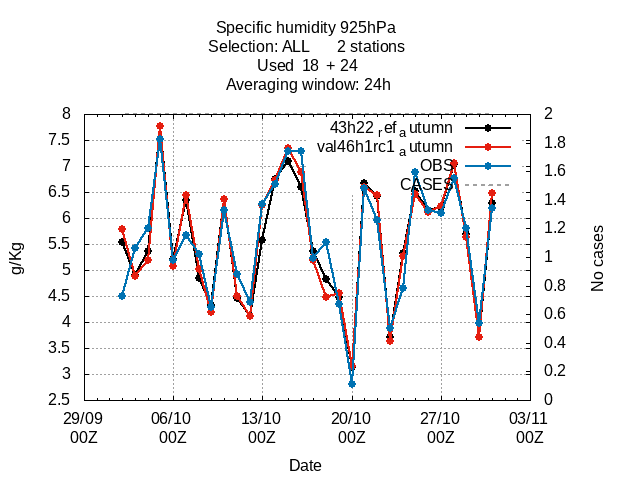 Specific humidity 925hPa
Selection: ALL 2 stations
Used 18 + 24
Averaging window: 24h
8
7.5
7
6.5
6
5.5
5
4.5
4
3.5
3
2.5
g/Kg
2
1.8
1.6
1.4
1.2
1
0.8
0.6
0.4
0.2
0
No cases
43h22 ref a utumn
val46h1rc1 a utumn
OBS
CASES
29/09 06/10 13/10 20/10 27/10 03/11
00Z 00Z 00Z 00Z 00Z 00Z
Date